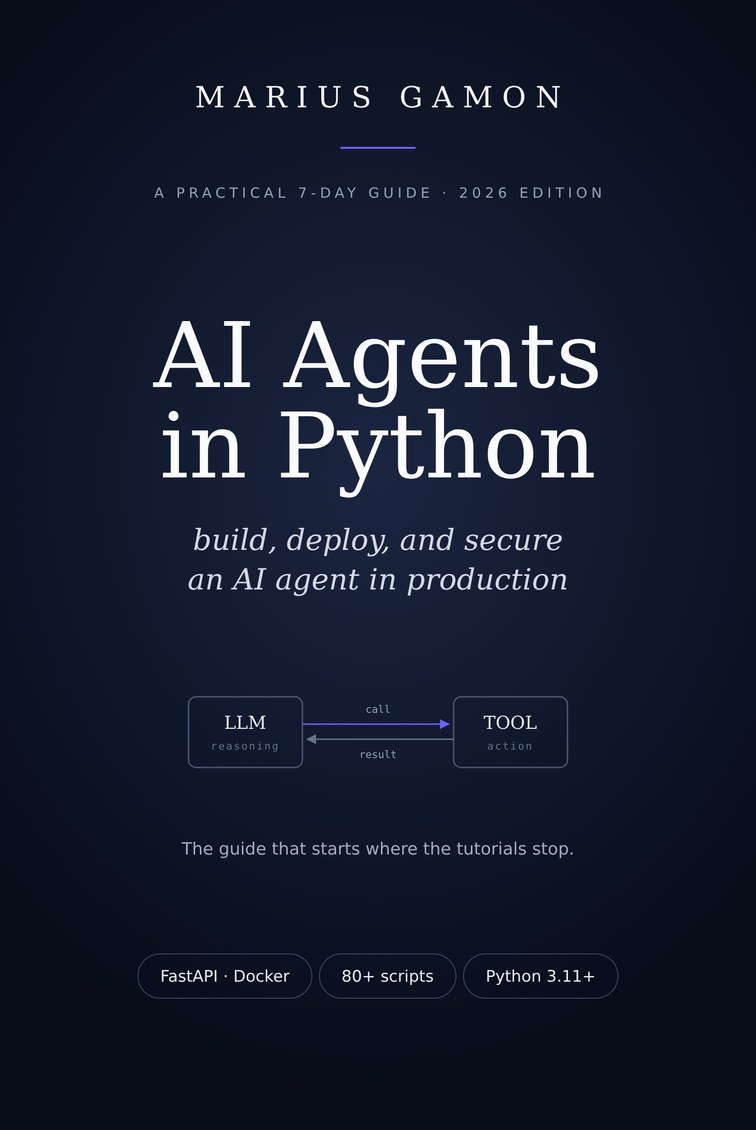 MARIUS GAMON
A PRACTICAL 7-DAY GUIDE · 2026 EDITION
AI Agents
in Python
build, deploy, and secure
an AI agent in production
call
LLM
reasoning
TOOL
action
result
The guide that starts where the tutorials stop.
FastAPI · Docker
80+ scripts
Python 3.11+